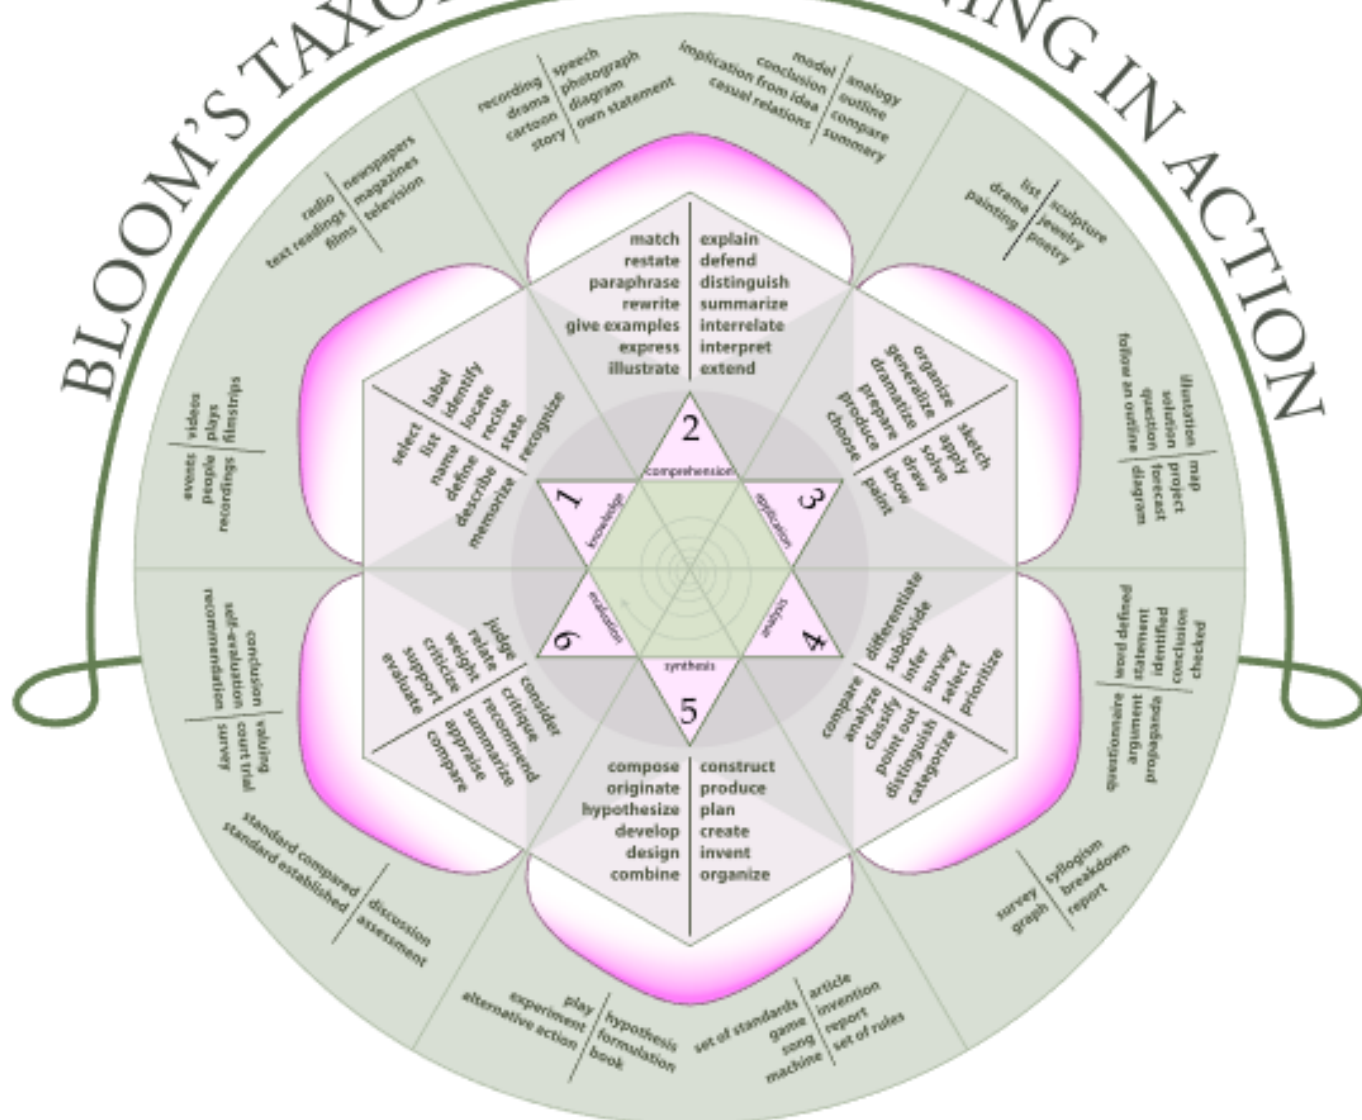 BLOOM'S TAXO
NING IN ACTION
recording
drama
cartoon
story
speech
photograph
diagram
own statement
model
conclusion
implication from idea
casual relations
analogy
outline
compare
summary
radio
text readings
films
newspapers
magazines
television
list
drama
painting
sculpture
jewelry
poetry
videos
plays
filmstrips
events
people
recordings
illustation
solution
question
follow an outline
map
project
forecast
diagram
match
restate
paraphrase
rewrite
give examples
express
illustrate
explain
defend
distinguish
summarize
interrelate
interpret
extend
label
identify
locate
recite
state
recognize
select
list
name
define
describe
memorize
organize
generalize
dramatize
prepare
produce
choose
sketch
apply
solve
draw
show
paint
1
knowledge
2
comprehension
3
application
4
analysis
5
synthesis
6
evaluation
judge
relate
weight
criticize
support
evaluate
consider
critique
recommend
summarize
appraise
compare
differentiate
subdivide
infer
survey
select
prioritize
compare
analyze
classify
point out
distinguish
categorize
compose
originate
hypothesize
develop
design
combine
construct
produce
plan
create
invent
organize
conclusion
self-evaluation
recommendation
valuing
court trial
survey
word defined
statement
identified
conclusion
checked
questionnaire
argument
propaganda
standard compared
standard established
discussion
assessment
survey
graph
syllogism
breakdown
report
play
experiment
alternative action
hypothesis
formulation
book
set of standards
game
song
machine
article
invention
report
set of rules